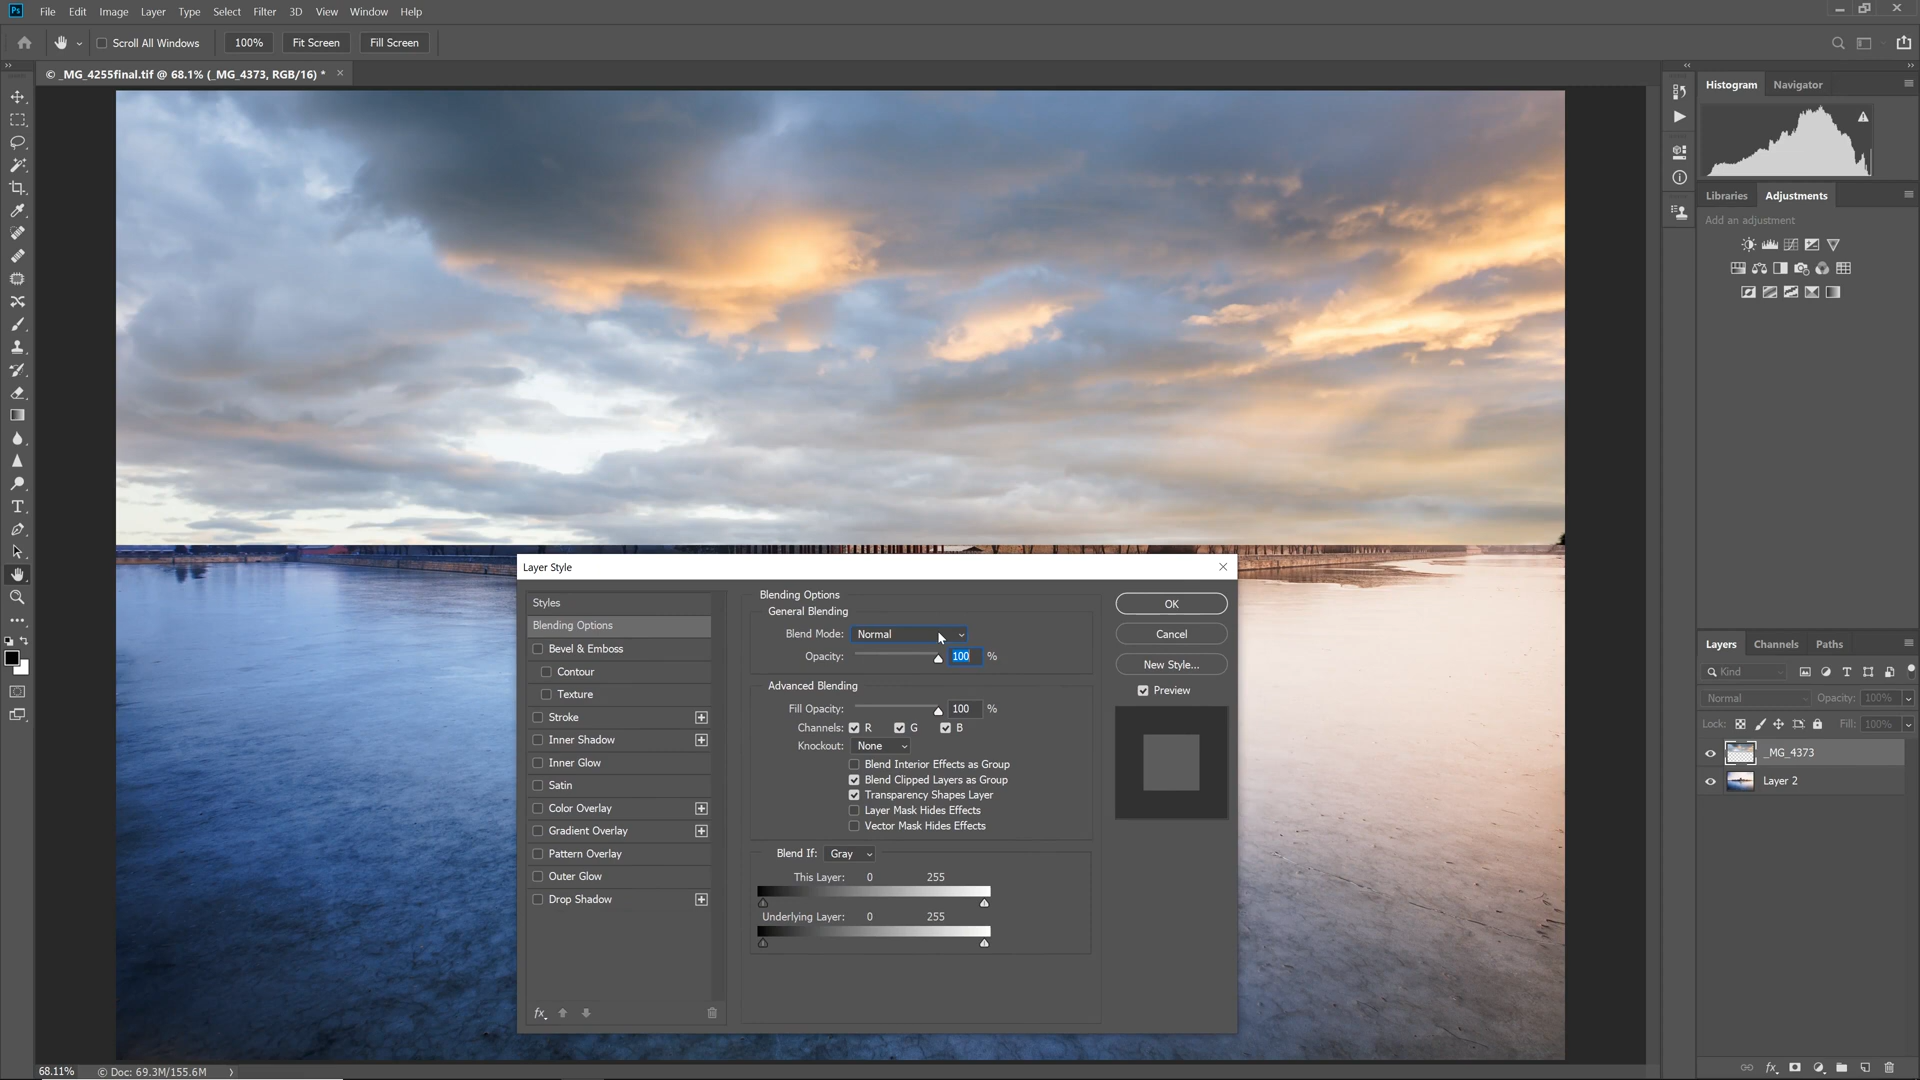 Ps File Edit Image Layer Type Select Filter 3D View Window Help
Scroll All Windows 100% Fit Screen Fill Screen
© _MG_4255final.tif @ 68.1% (_MG_4373, RGB/16) *
Histogram Navigator
Libraries Adjustments
Add an adjustment
Layer Style
Styles
Blending Options
Bevel & Emboss
Contour
Texture
Stroke
Inner Shadow
Inner Glow
Satin
Color Overlay
Gradient Overlay
Pattern Overlay
Outer Glow
Drop Shadow
fx
Blending Options
General Blending
Blend Mode: Normal
Opacity: 100 %
Advanced Blending
Fill Opacity: 100 %
Channels: R G B
Knockout: None
Blend Interior Effects as Group
Blend Clipped Layers as Group
Transparency Shapes Layer
Layer Mask Hides Effects
Vector Mask Hides Effects
Blend If: Gray
This Layer: 0 255
Underlying Layer: 0 255
OK
Cancel
New Style...
Preview
Layers Channels Paths
Kind
Normal Opacity: 100%
Lock: Fill: 100%
_MG_4373
Layer 2
fx
68.11% © Doc: 69.3M/155.6M